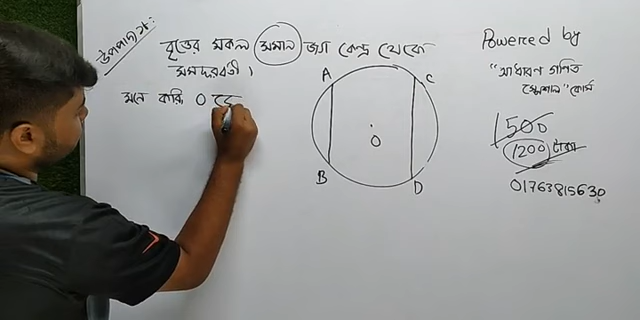 উপপাদ্যঃ
বৃত্তের সকল সমান জ্যা কেন্দ্র থেকে
সমদূরবর্তী।
মনে করি O কে
A
C
O
B
D
Powered by
"সাধারণ গণিত
স্পেশাল" কোর্স
1500
1200 টাকা
01763815630